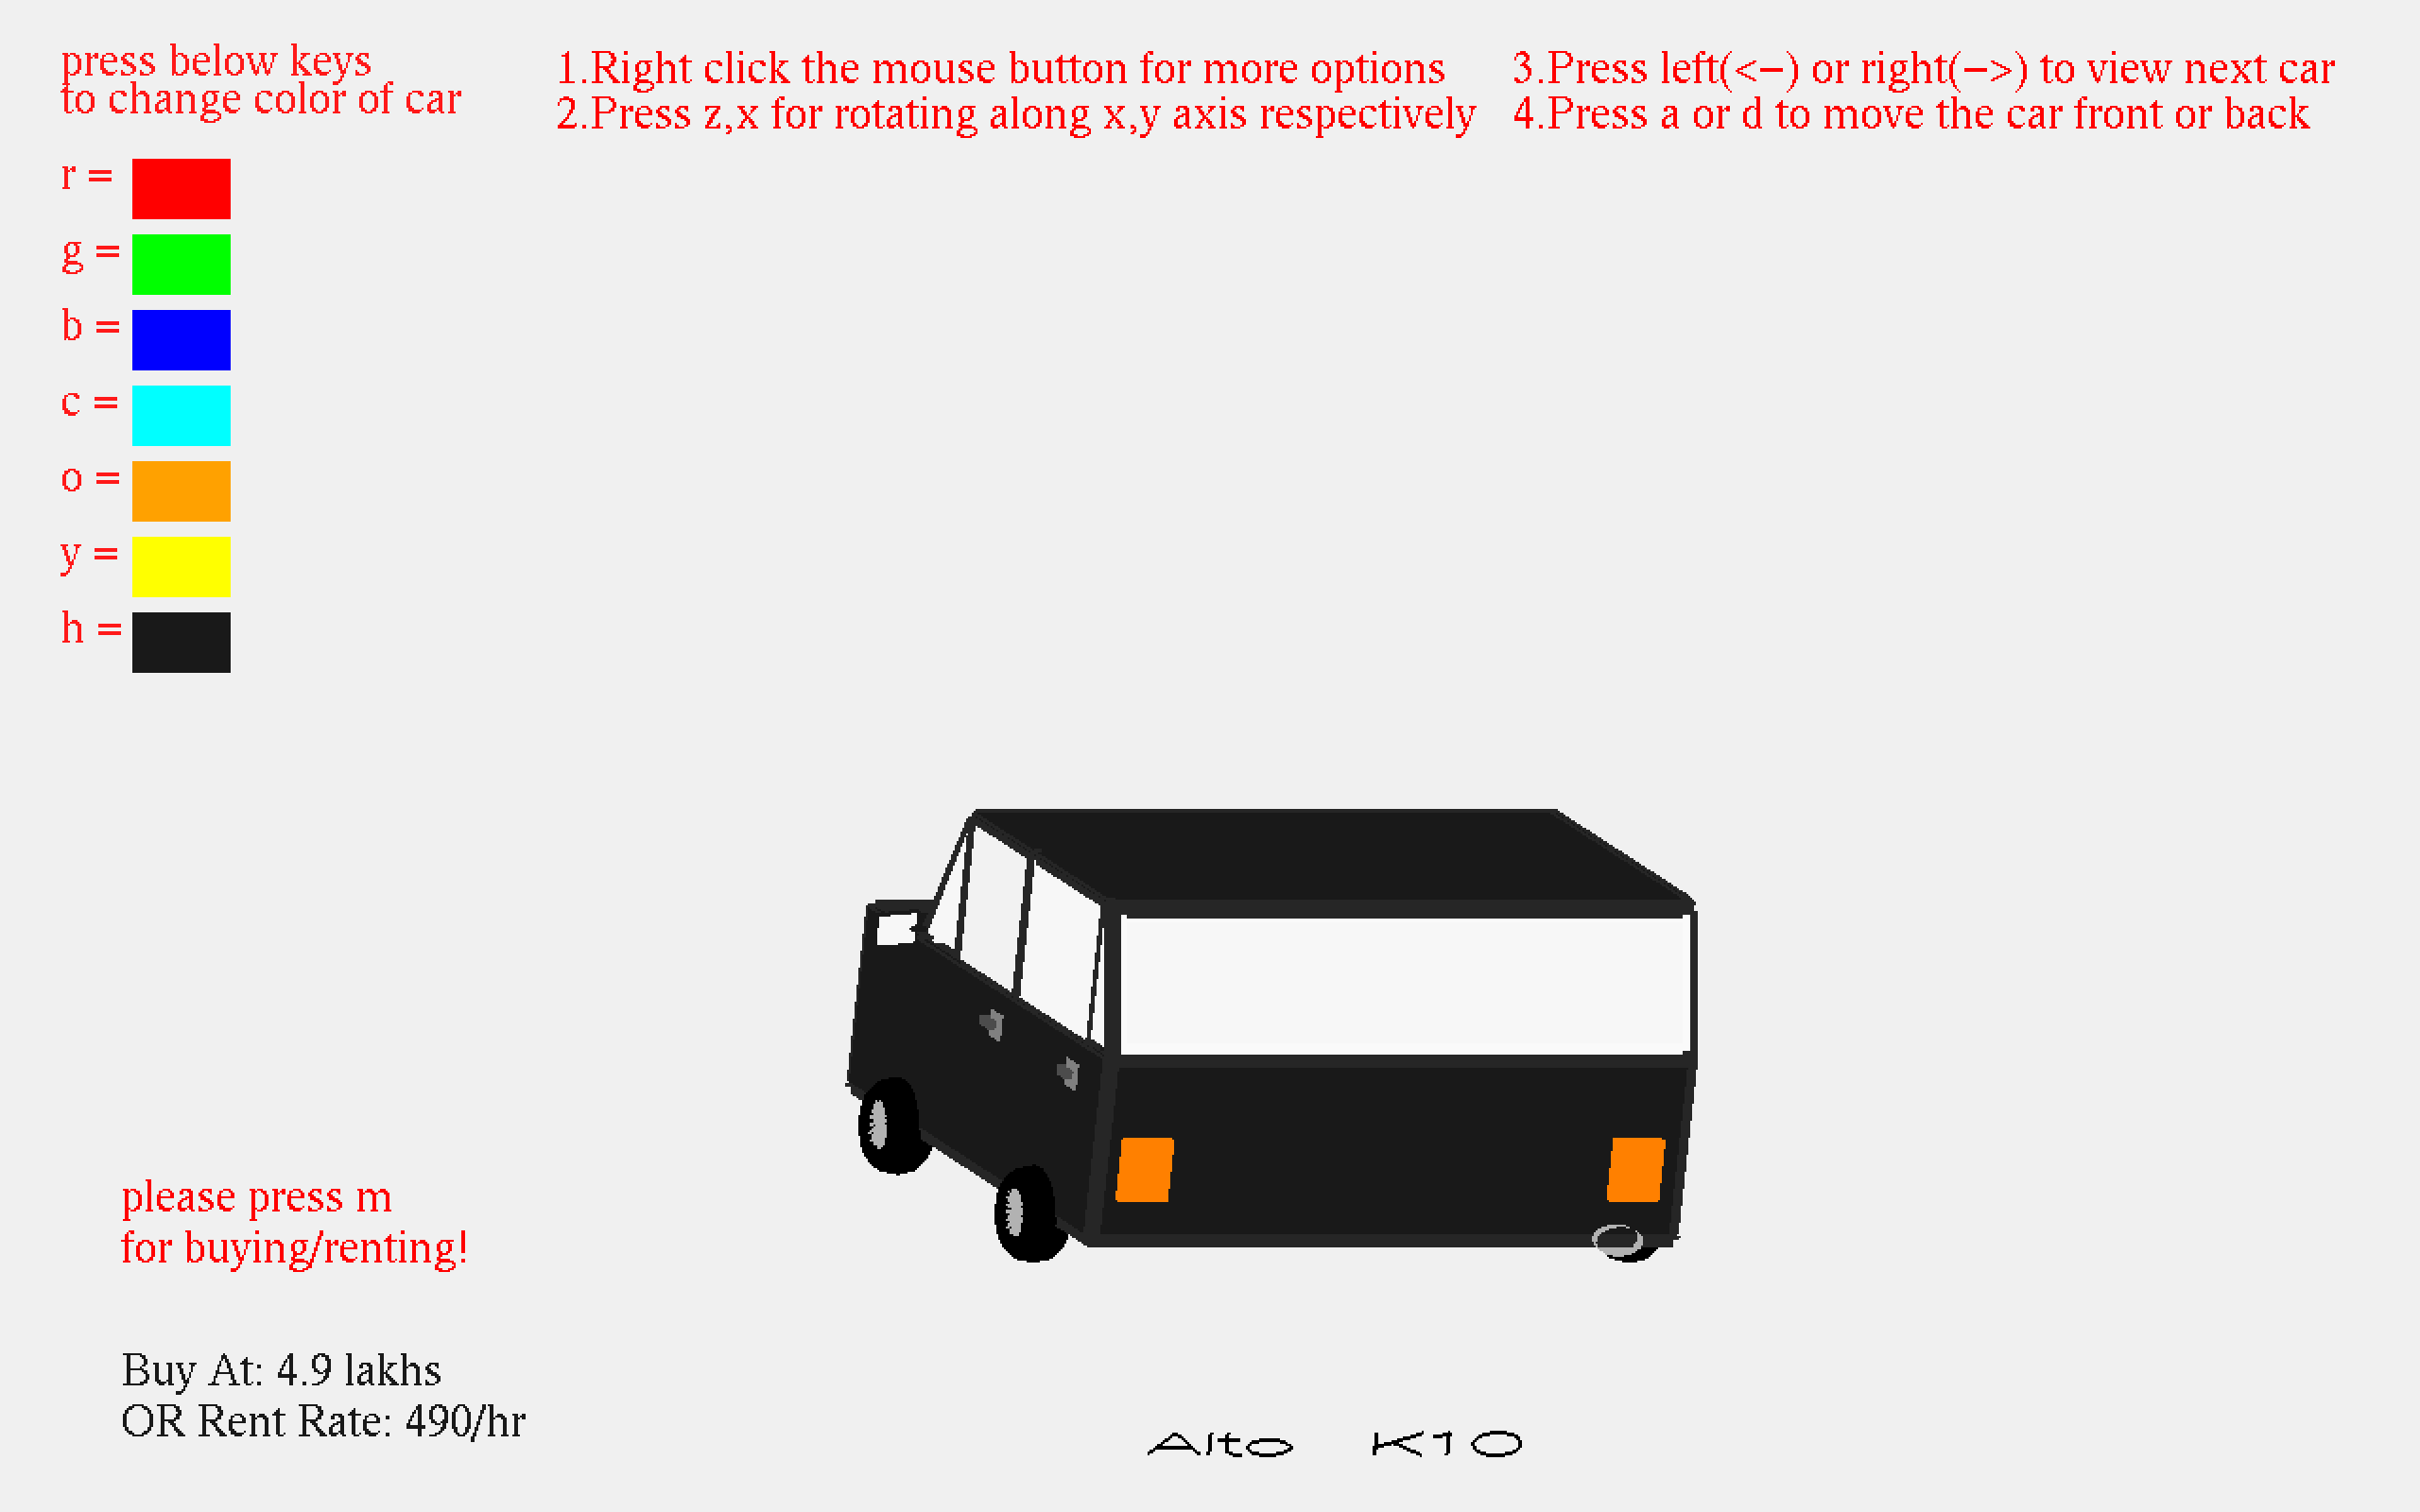 press below keys
to change color of car
1.Right click the mouse button for more options
2.Press z,x for rotating along x,y axis respectively
3.Press left(<-) or right(->) to view next car
4.Press a or d to move the car front or back
r =
g =
b =
c =
o =
y =
h =
please press m
for buying/renting!
Buy At: 4.9 lakhs
OR Rent Rate: 490/hr
Alto K10